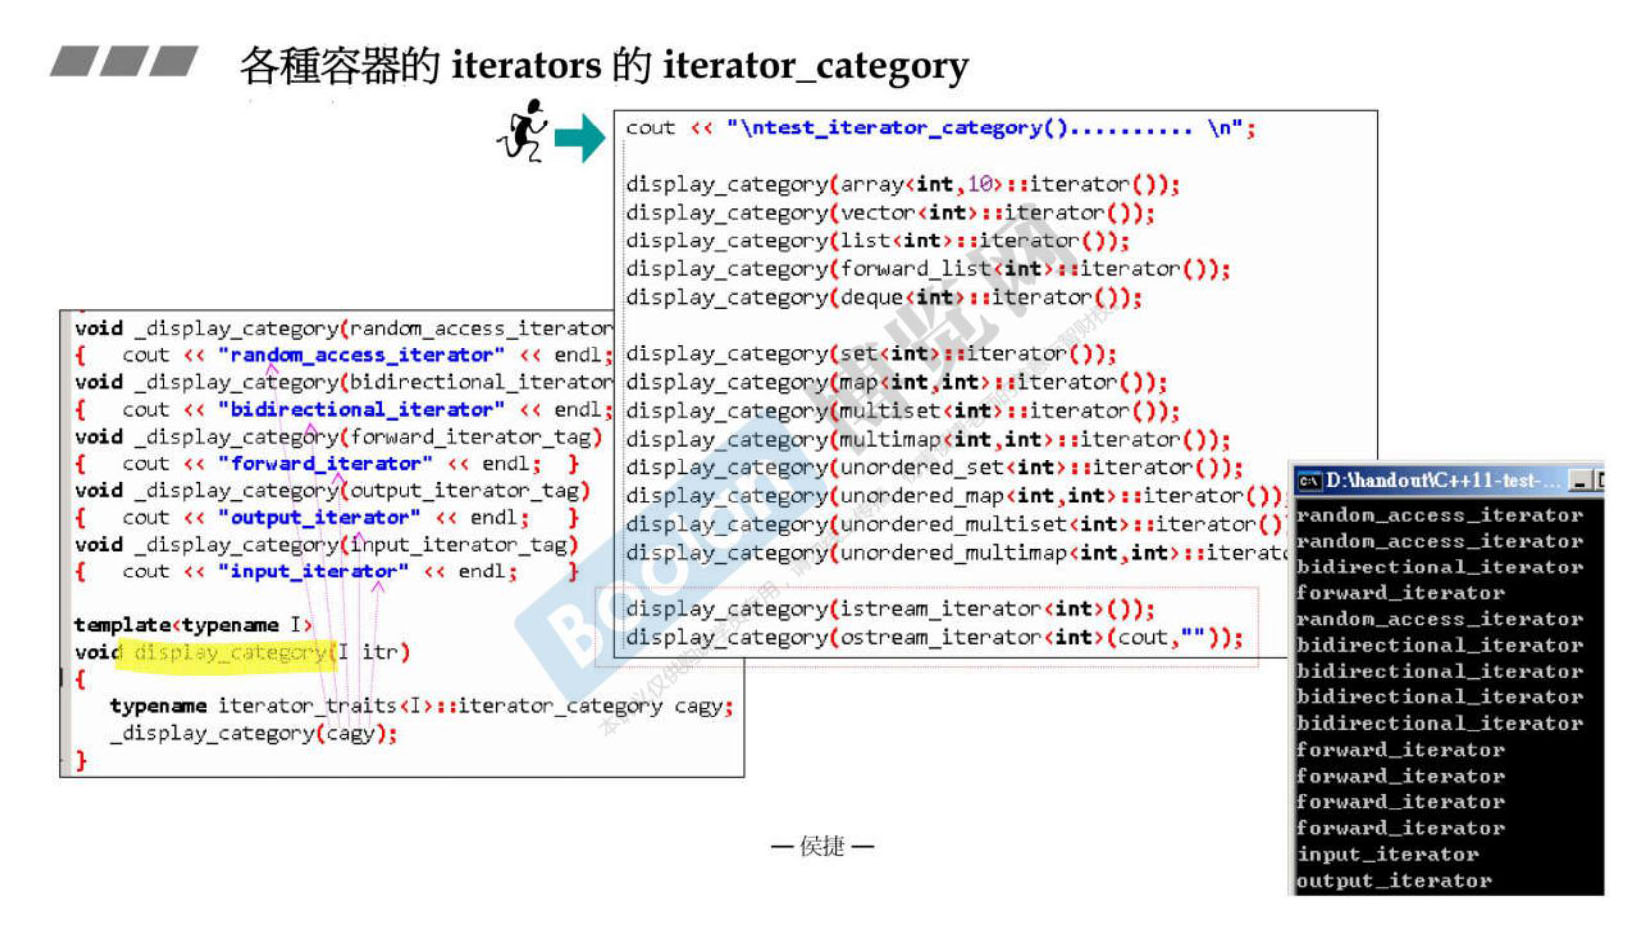 各種容器的 iterators 的 iterator_category
cout << "\ntest_iterator_category().......... \n";
display_category(array<int,10>::iterator());
display_category(vector<int>::iterator());
display_category(list<int>::iterator());
display_category(forward_list<int>::iterator());
display_category(deque<int>::iterator());
display_category(set<int>::iterator());
display_category(map<int,int>::iterator());
display_category(multiset<int>::iterator());
display_category(multimap<int,int>::iterator());
display_category(unordered_set<int>::iterator());
display_category(unordered_map<int,int>::iterator());
display_category(unordered_multiset<int>::iterator()
display_category(unordered_multimap<int,int>::iterato
display_category(istream_iterator<int>());
display_category(ostream_iterator<int>(cout,""));
void _display_category(random_access_iterator
{ cout << "random_access_iterator" << endl;
void _display_category(bidirectional_iterator
{ cout << "bidirectional_iterator" << endl;
void _display_category(forward_iterator_tag)
{ cout << "forward_iterator" << endl; }
void _display_category(output_iterator_tag)
{ cout << "output_iterator" << endl; }
void _display_category(input_iterator_tag)
{ cout << "input_iterator" << endl; }
template<typename I>
void display_category(I itr)
{
typename iterator_traits<I>::iterator_category cagy;
_display_category(cagy);
}
D:\handout\C++11-test-...
random_access_iterator
random_access_iterator
bidirectional_iterator
forward_iterator
random_access_iterator
bidirectional_iterator
bidirectional_iterator
bidirectional_iterator
bidirectional_iterator
forward_iterator
forward_iterator
forward_iterator
forward_iterator
input_iterator
output_iterator
Boolan
博览网
— 侯捷 —